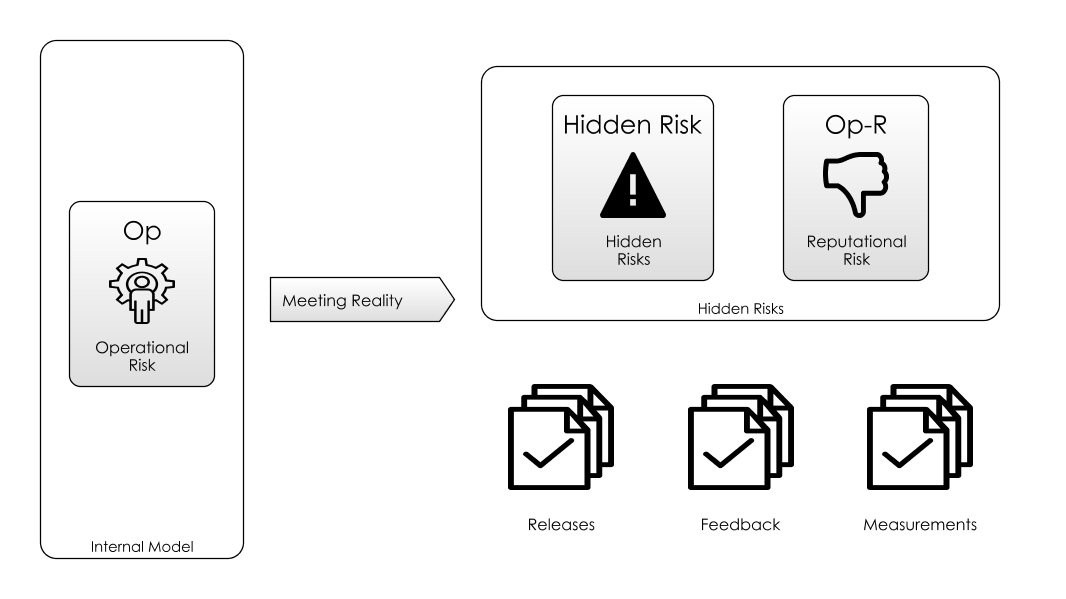 Op
Operational
Risk
Internal Model
Meeting Reality
Hidden Risk
Hidden
Risks
Op-R
Reputational
Risk
Hidden Risks
Releases
Feedback
Measurements